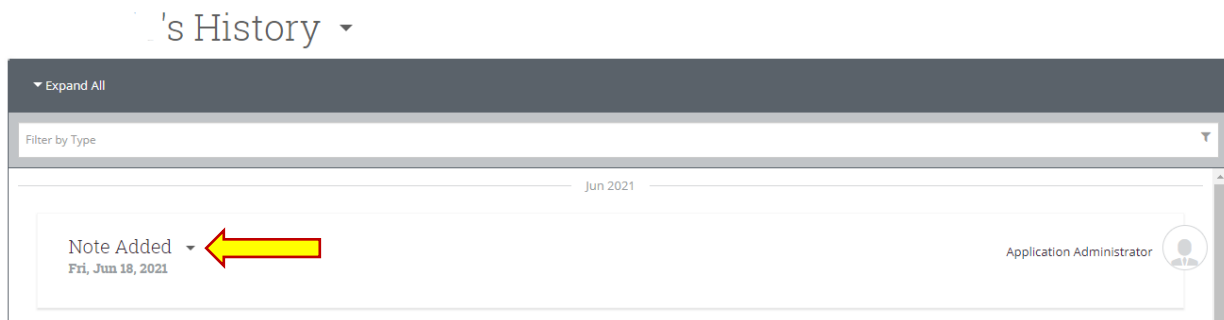 's History
Expand All
Filter by Type
Jun 2021
Note Added
Fri, Jun 18, 2021
Application Administrator